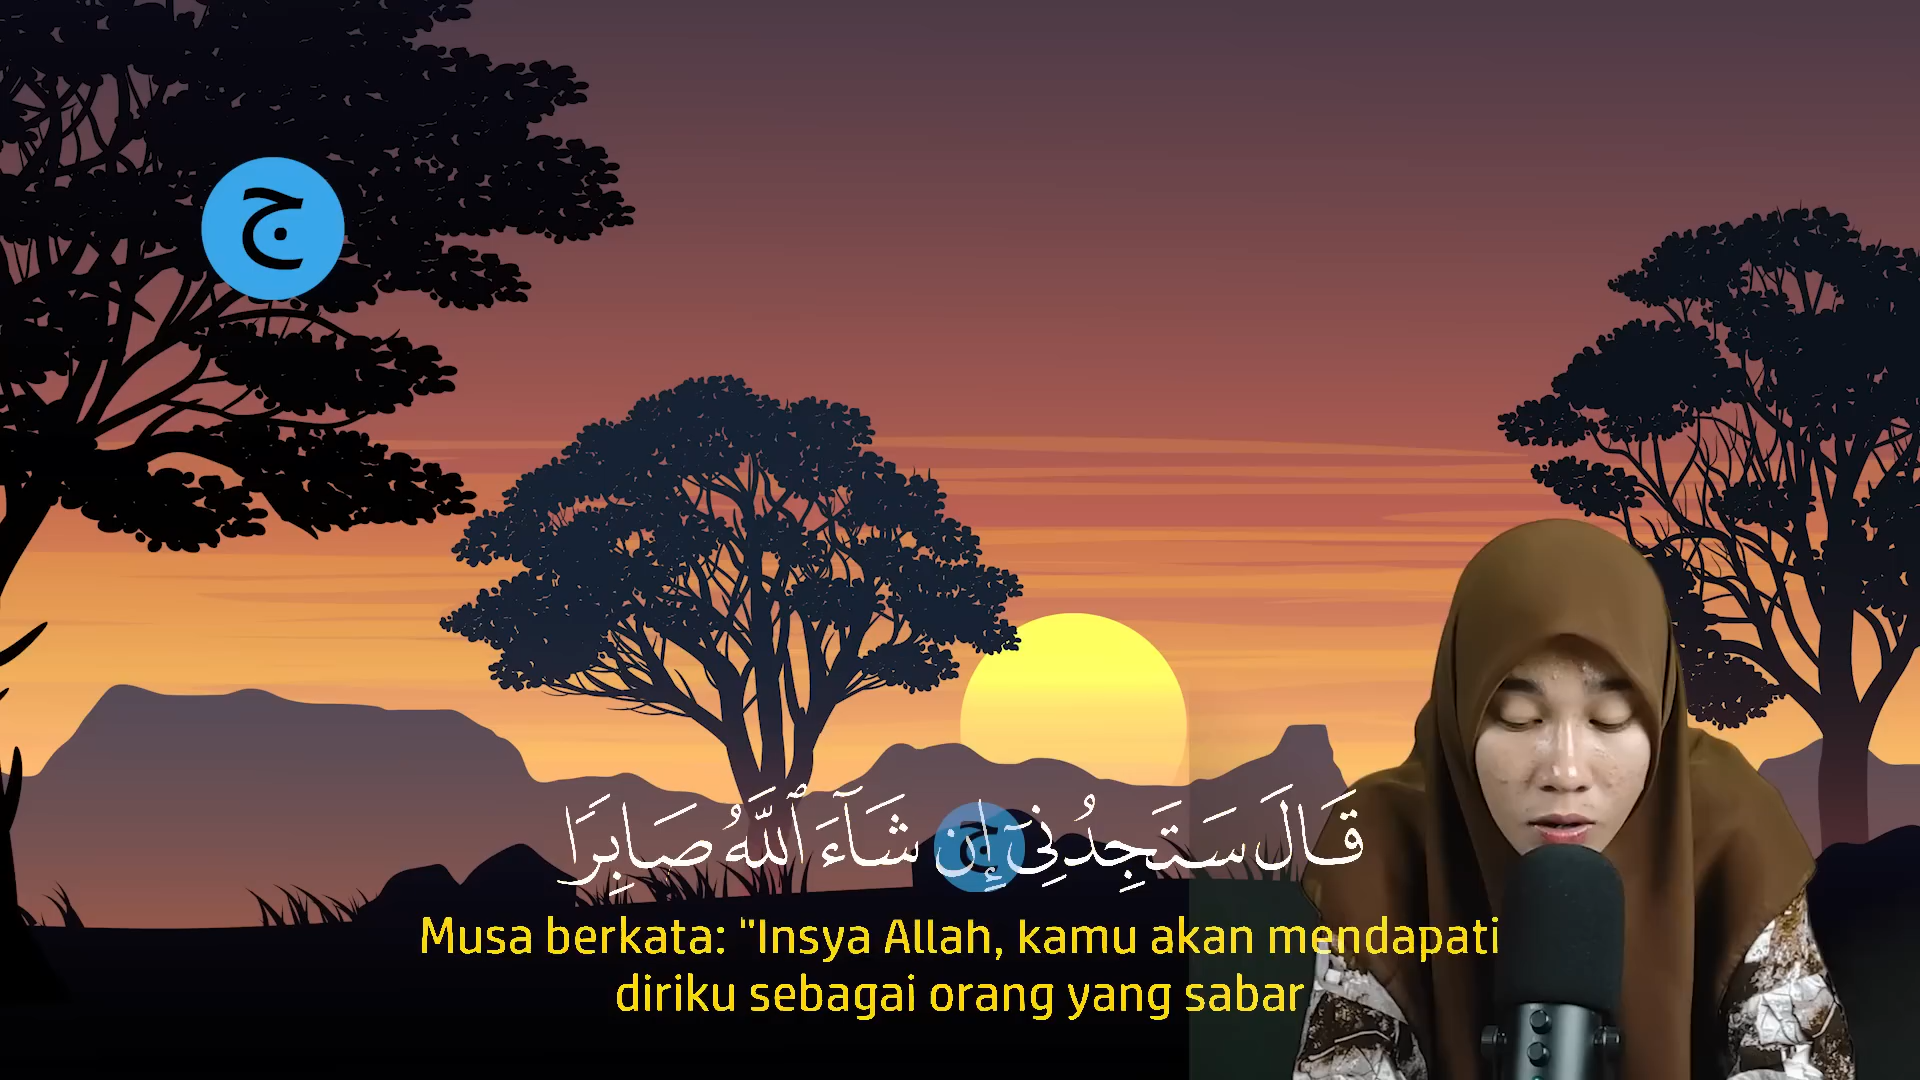 ج
قَالَ سَتَجِدُنِىٓ إِن شَآءَ ٱللَّهُ صَابِرًا
Musa berkata: "Insya Allah, kamu akan mendapati
diriku sebagai orang yang sabar